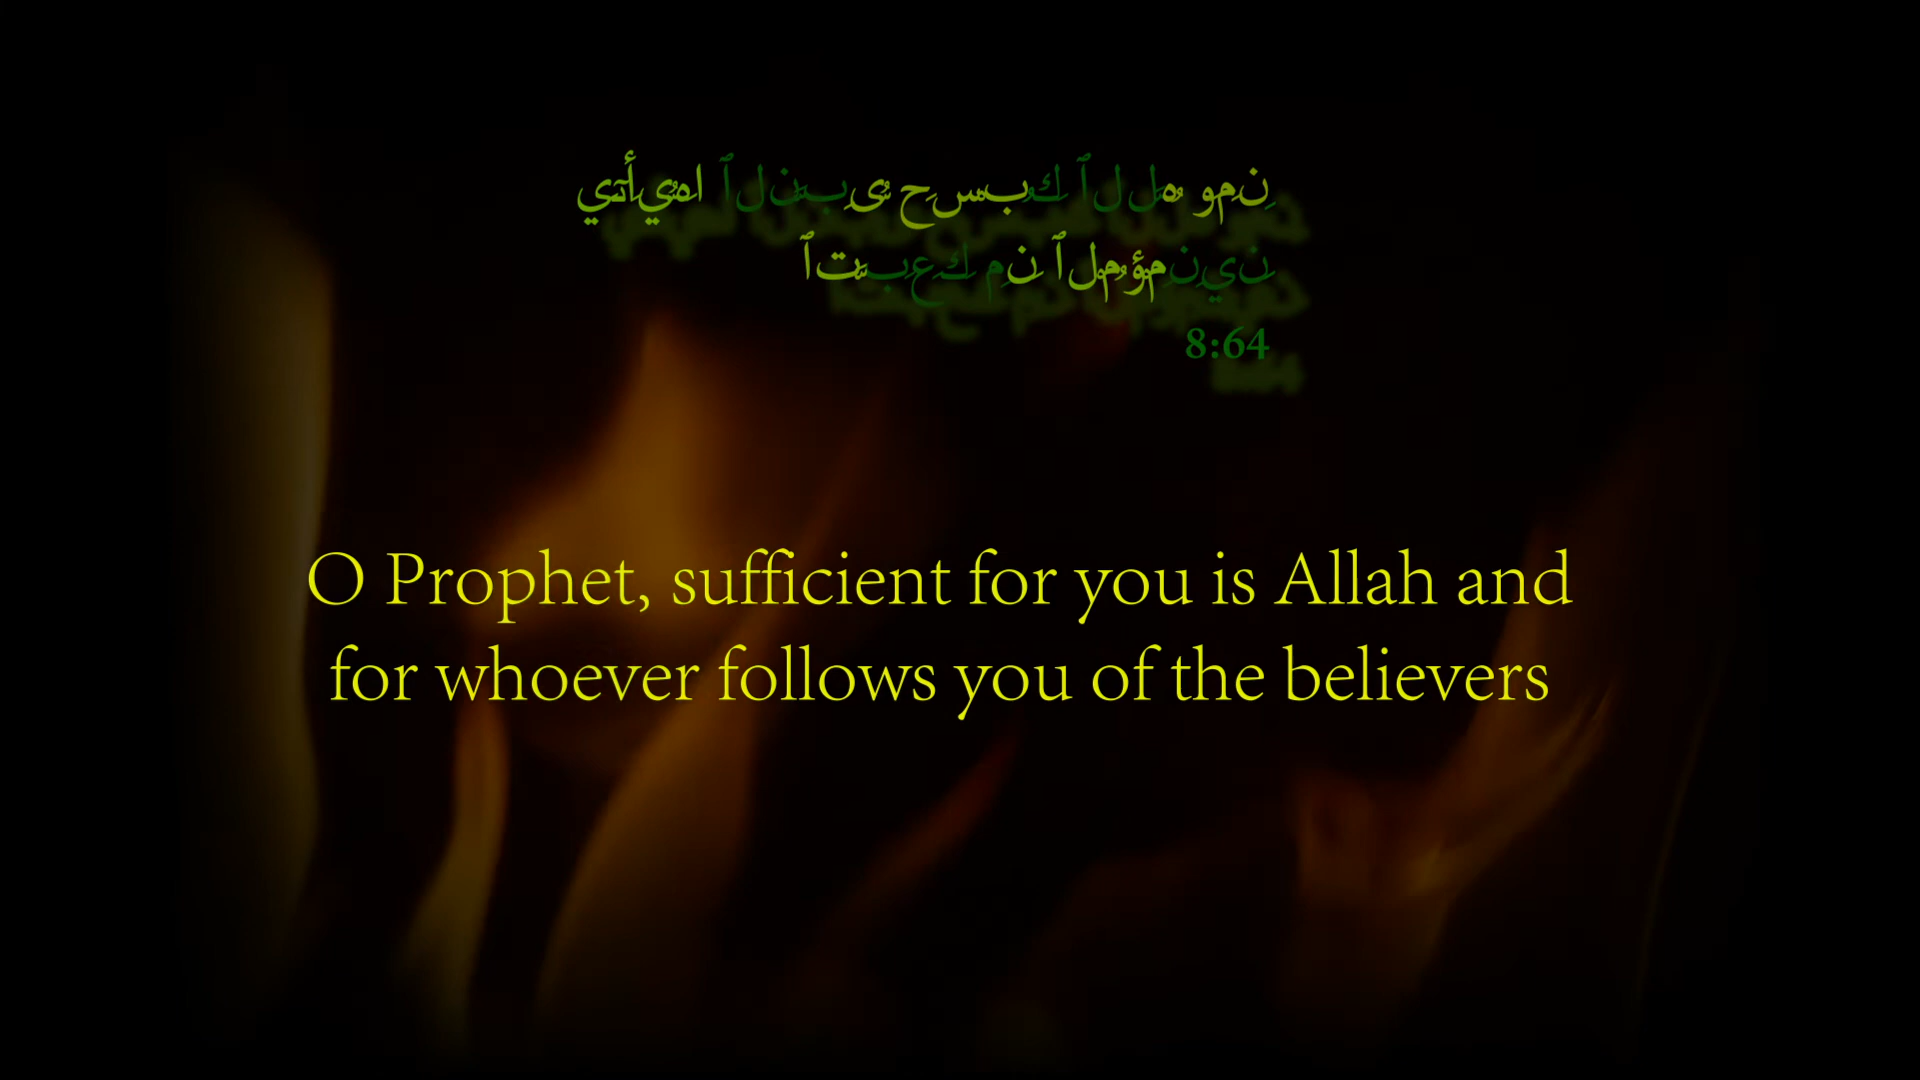 يَٰٓأَيُّهَا ٱلنَّبِىُّ حَسْبُكَ ٱللَّهُ وَمَنِ
ٱتَّبَعَكَ مِنَ ٱلْمُؤْمِنِينَ
8:64
O Prophet, sufficient for you is Allah and
for whoever follows you of the believers